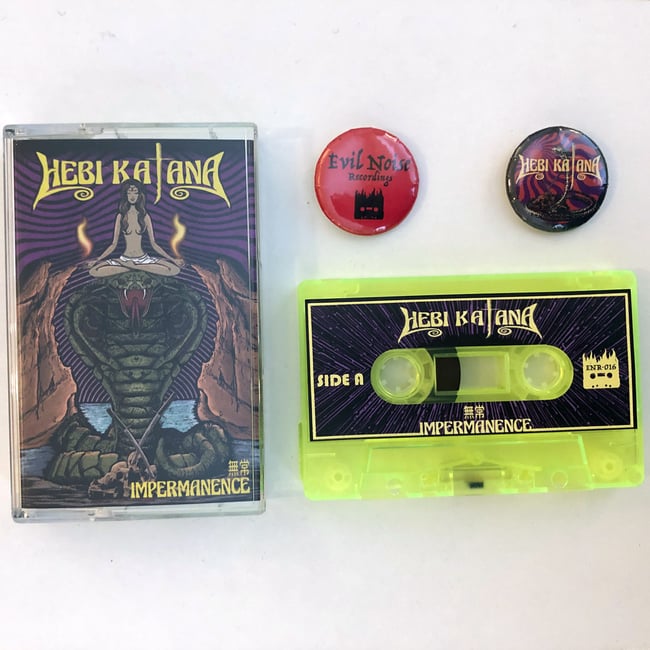 HEBI KATANA
無常
IMPERMANENCE
Evil Noise
Recordings
HEBI KATANA
HEBI KATANA
SIDE A
ENR-016
無常
IMPERMANENCE